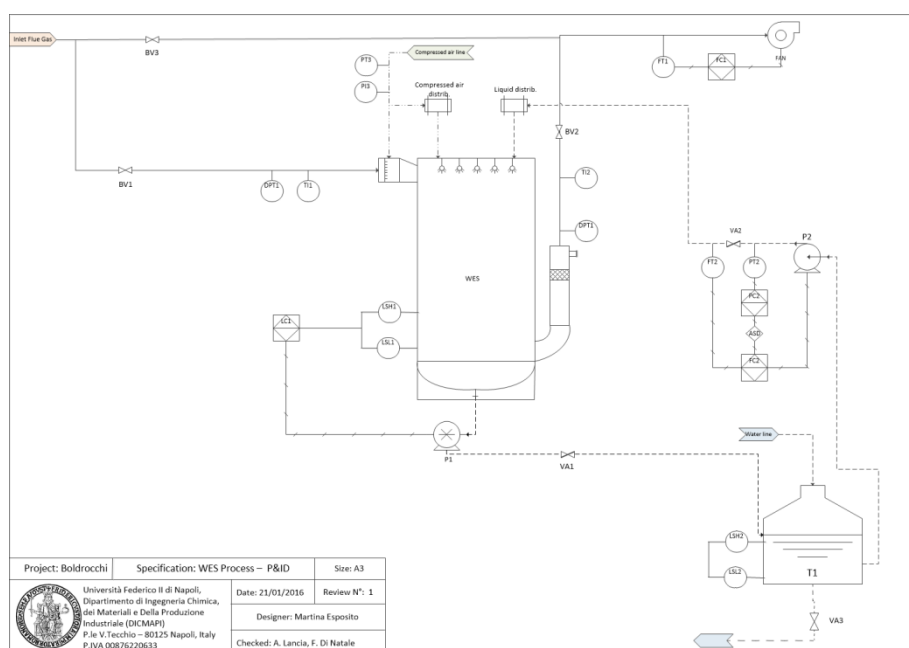 Inlet Flue Gas
BV3
PT3
PI3
Compressed air line
Compressed air
distrib.
Liquid distrib.
FT1
FC1
FAN
BV2
BV1
DPT1
TI1
TI2
DPT1
WES
VA2
P2
FT2
PT2
FC2
ASD
FC2
LC1
LSH1
LSL1
P1
VA1
Water line
LSH2
LSL2
T1
VA3
Project: Boldrocchi
Specification: WES Process – P&ID
Size: A3
Università Federico II di Napoli,
Dipartimento di Ingegneria Chimica,
dei Materiali e Della Produzione
Industriale (DICMAPI)
P.le V.Tecchio – 80125 Napoli, Italy
P.IVA 00876220633
Date: 21/01/2016
Review N°: 1
Designer: Martina Esposito
Checked: A. Lancia, F. Di Natale